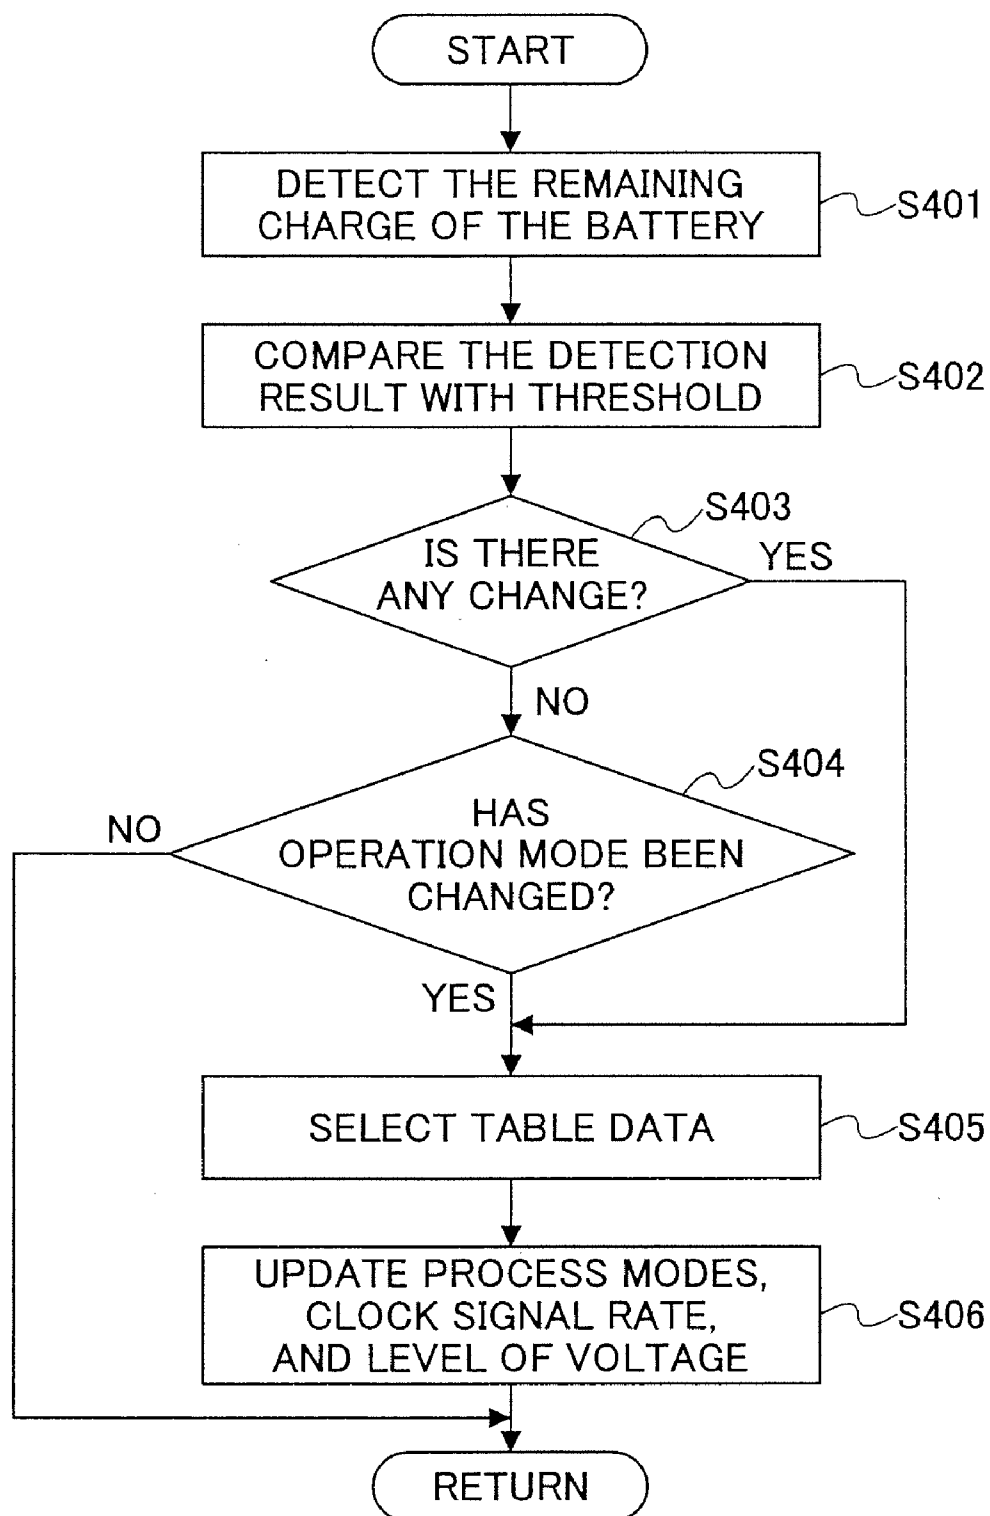 START
DETECT THE REMAINING
CHARGE OF THE BATTERY
S401
COMPARE THE DETECTION
RESULT WITH THRESHOLD
S402
S403
IS THERE
ANY CHANGE?
YES
NO
S404
HAS
OPERATION MODE BEEN
CHANGED?
NO
YES
SELECT TABLE DATA
S405
UPDATE PROCESS MODES,
CLOCK SIGNAL RATE,
AND LEVEL OF VOLTAGE
S406
RETURN